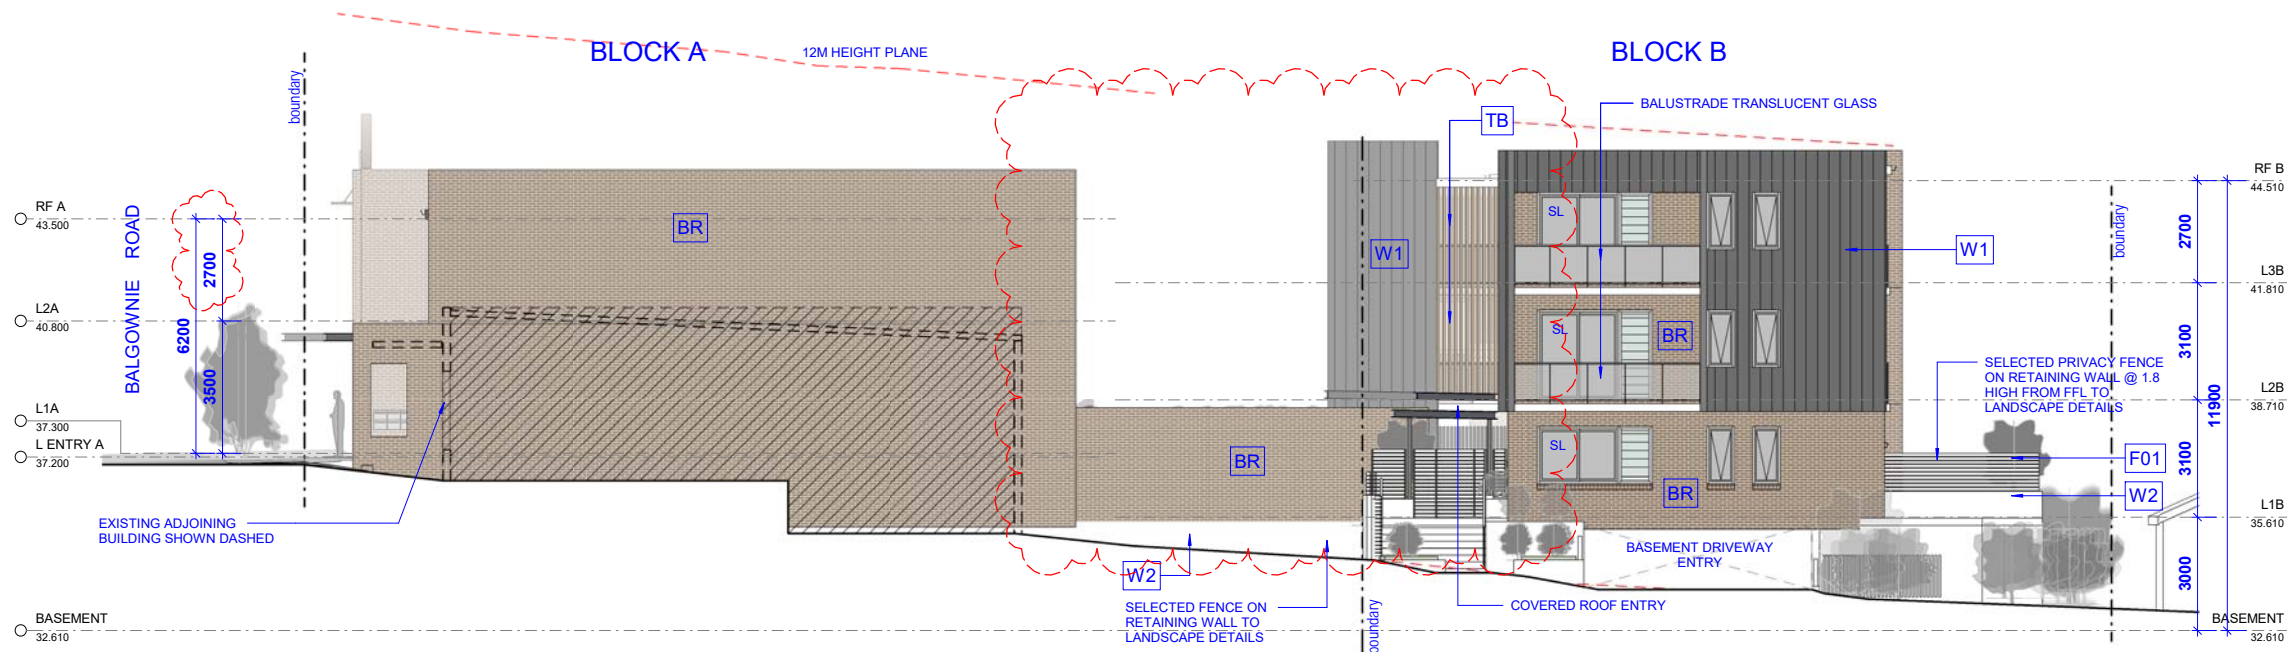 BLOCK A
12M HEIGHT PLANE
BLOCK B
boundary
BALUSTRADE TRANSLUCENT GLASS
TB
RF A
43.500
BALGOWNIE ROAD
2700
6200
3500
L2A
40.800
L1A
37.300
L ENTRY A
37.200
BR
W1
SL
SL
BR
SL
BR
BR
W1
RF B
44.510
boundary
2700
L3B
41.810
3100
11900
L2B
38.710
3100
L1B
35.610
3000
SELECTED PRIVACY FENCE
ON RETAINING WALL @ 1.8
HIGH FROM FFL TO
LANDSCAPE DETAILS
F01
W2
EXISTING ADJOINING
BUILDING SHOWN DASHED
BASEMENT DRIVEWAY
ENTRY
W2
SELECTED FENCE ON
RETAINING WALL TO
LANDSCAPE DETAILS
boundary
COVERED ROOF ENTRY
BASEMENT
32.610
BASEMENT
32.610